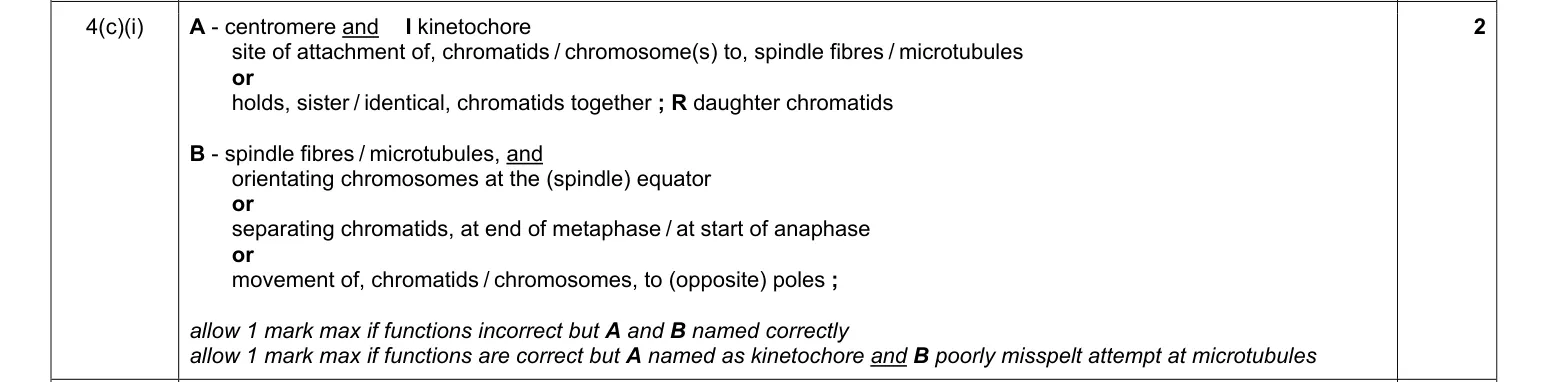 4(c)(i) A - centromere and I kinetochore 2
site of attachment of, chromatids / chromosome(s) to, spindle fibres / microtubules
or
holds, sister / identical, chromatids together ; R daughter chromatids
B - spindle fibres / microtubules, and
orientating chromosomes at the (spindle) equator
or
separating chromatids, at end of metaphase / at start of anaphase
or
movement of, chromatids / chromosomes, to (opposite) poles ;
allow 1 mark max if functions incorrect but A and B named correctly
allow 1 mark max if functions are correct but A named as kinetochore and B poorly misspelt attempt at microtubules